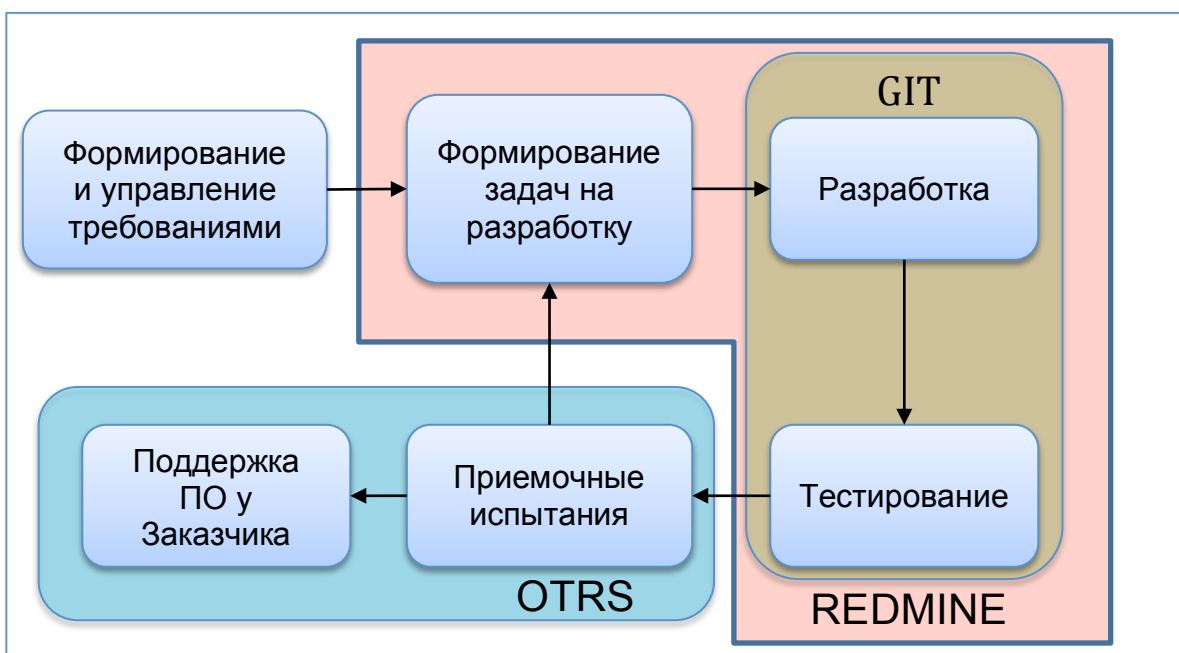 GIT
Формирование
и управление
требованиями
Формирование
задач на
разработку
Разработка
Поддержка
ПО у
Заказчика
Приемочные
испытания
Тестирование
OTRS
REDMINE